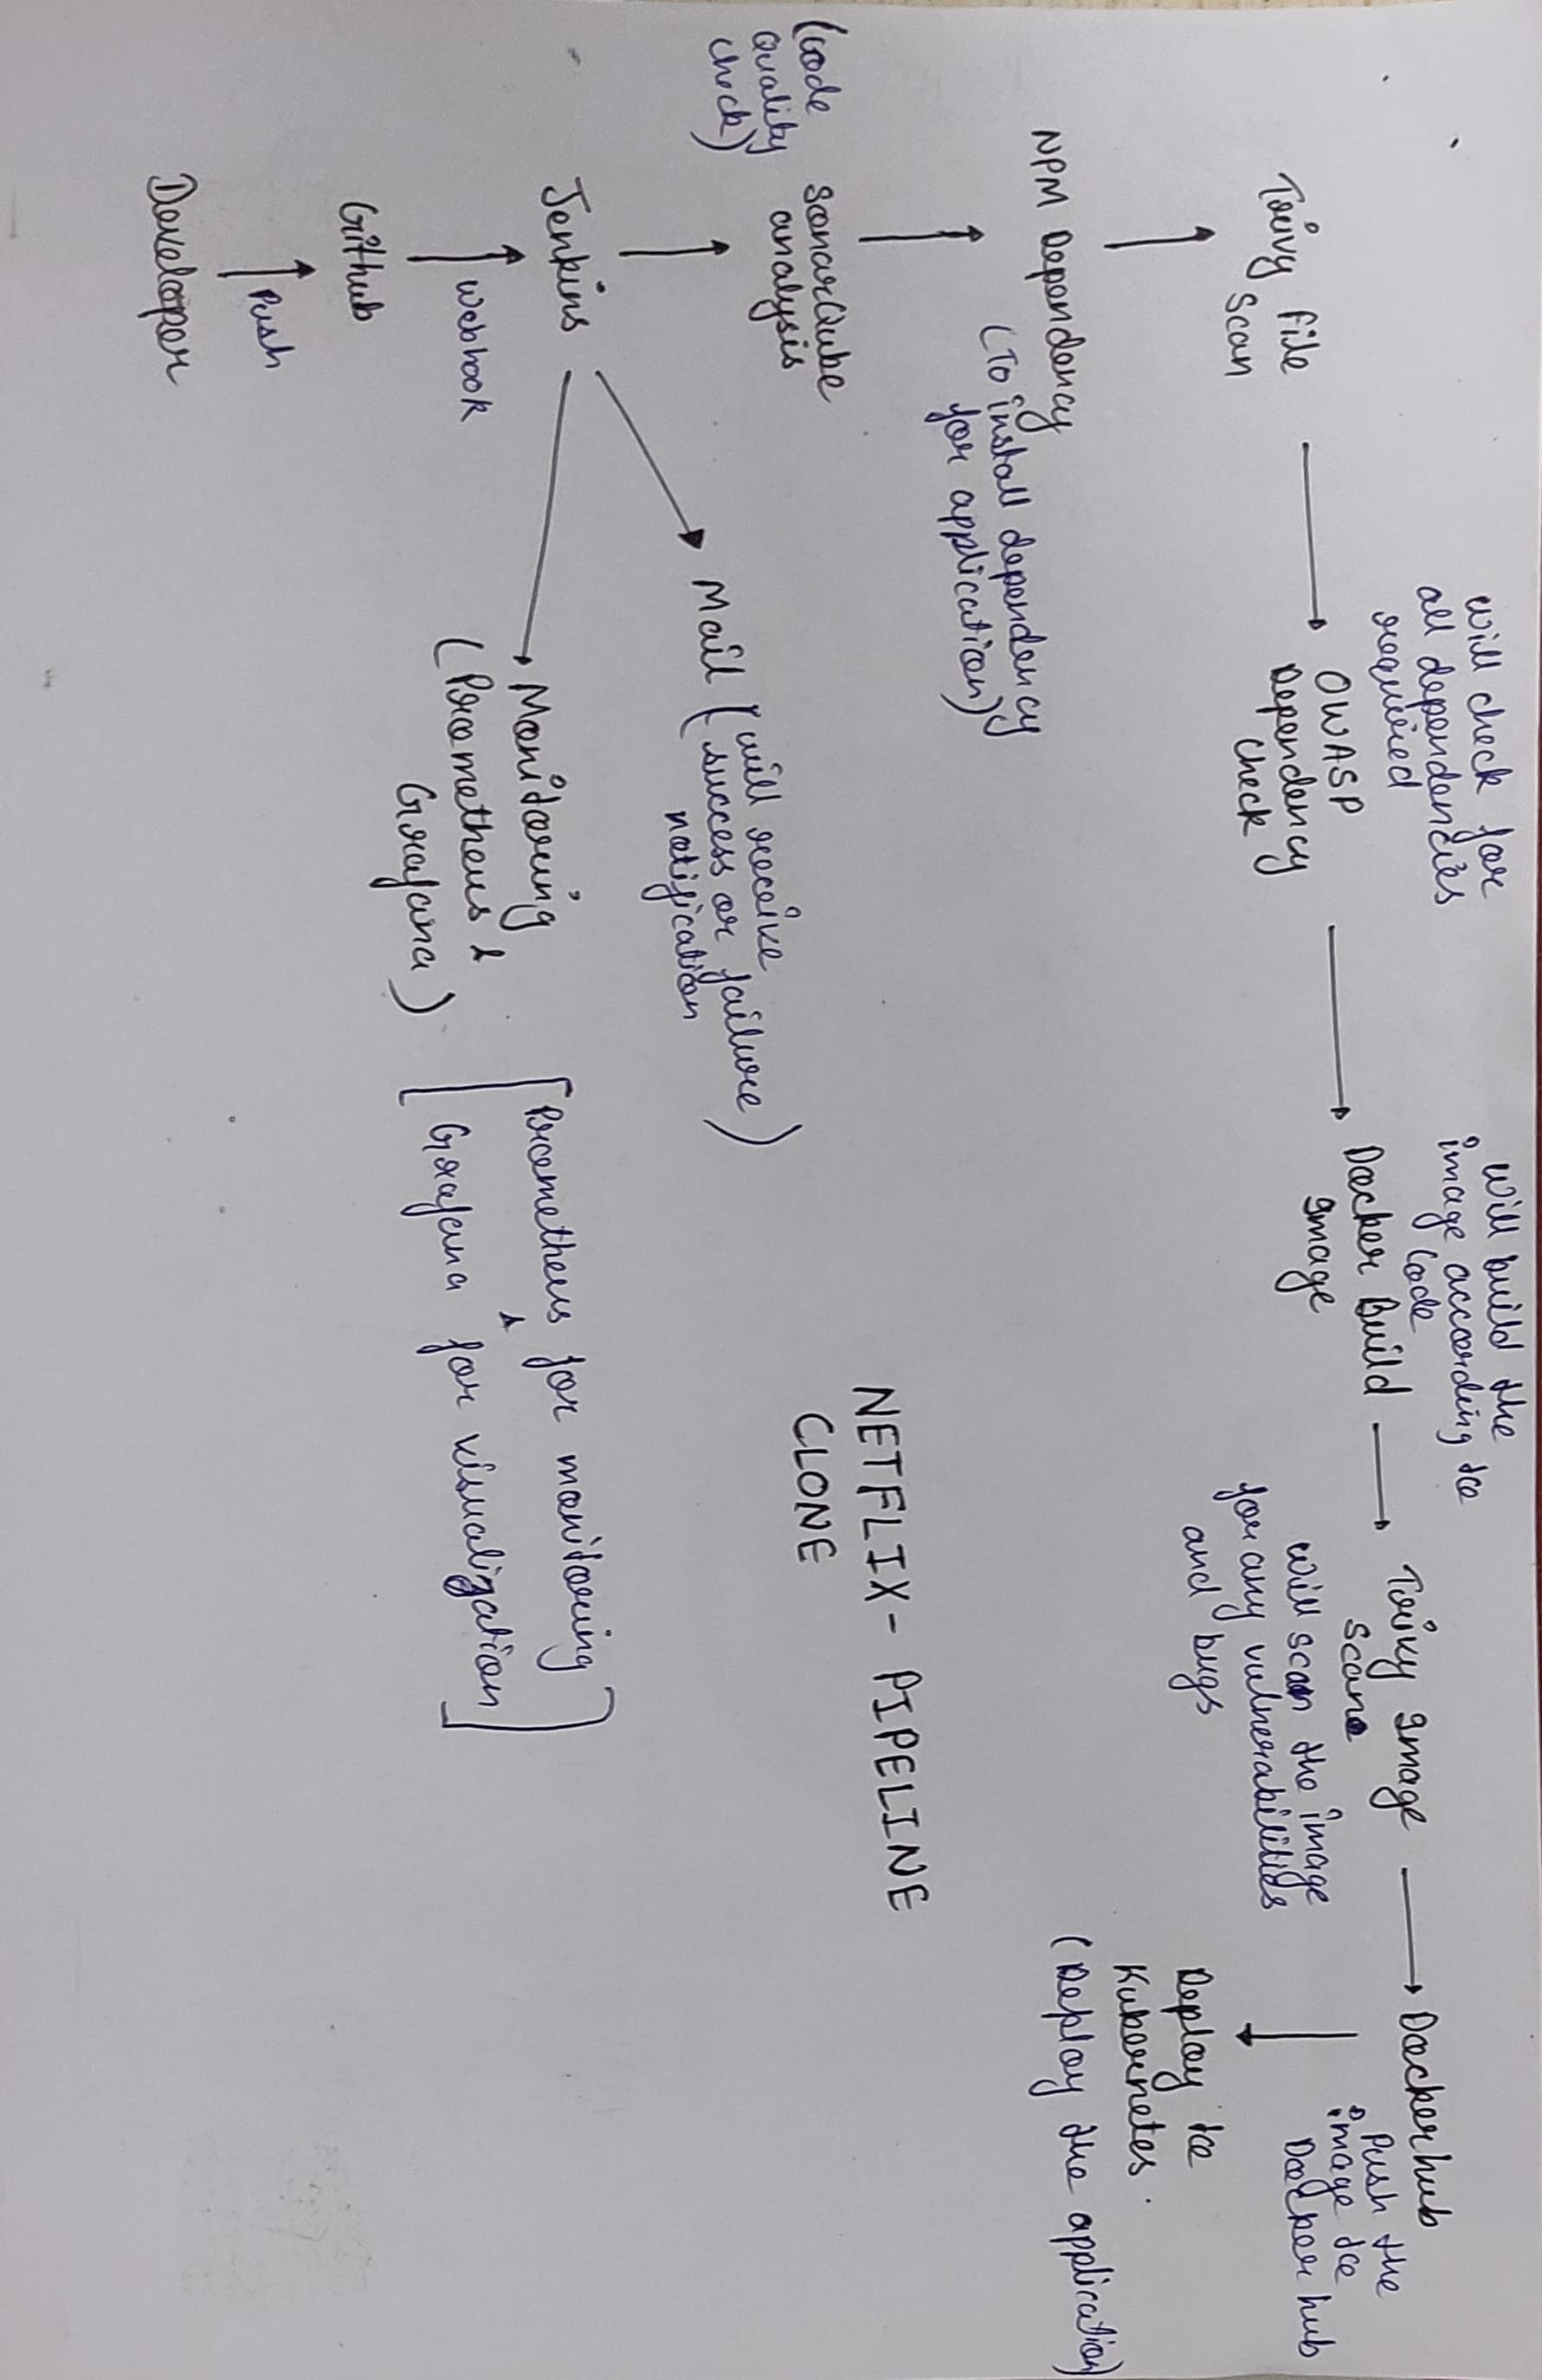 will check for
all dependencies
required
will build the
image according to
code
Trivy file
Scan
OWASP
Dependency
Check
Docker Build
Image
Trivy Image
Scan
will scan the image
for any vulnerabilities
and bugs
Dockerhub
Push the
image to
Docker hub
Deploy to
Kubernetes.
(Deploy the application)
NPM Dependency
(To install dependency
for application)
(Code
Quality
check)
SonarQube
analysis
NETFLIX- PIPELINE
CLONE
Mail (will receive
success or failure
notification)
Jenkins
Monitoring
(Prometheus &
Grafana)
[Prometheus for monitoring
&
Grafana for visualization]
Webhook
Github
Push
Developer